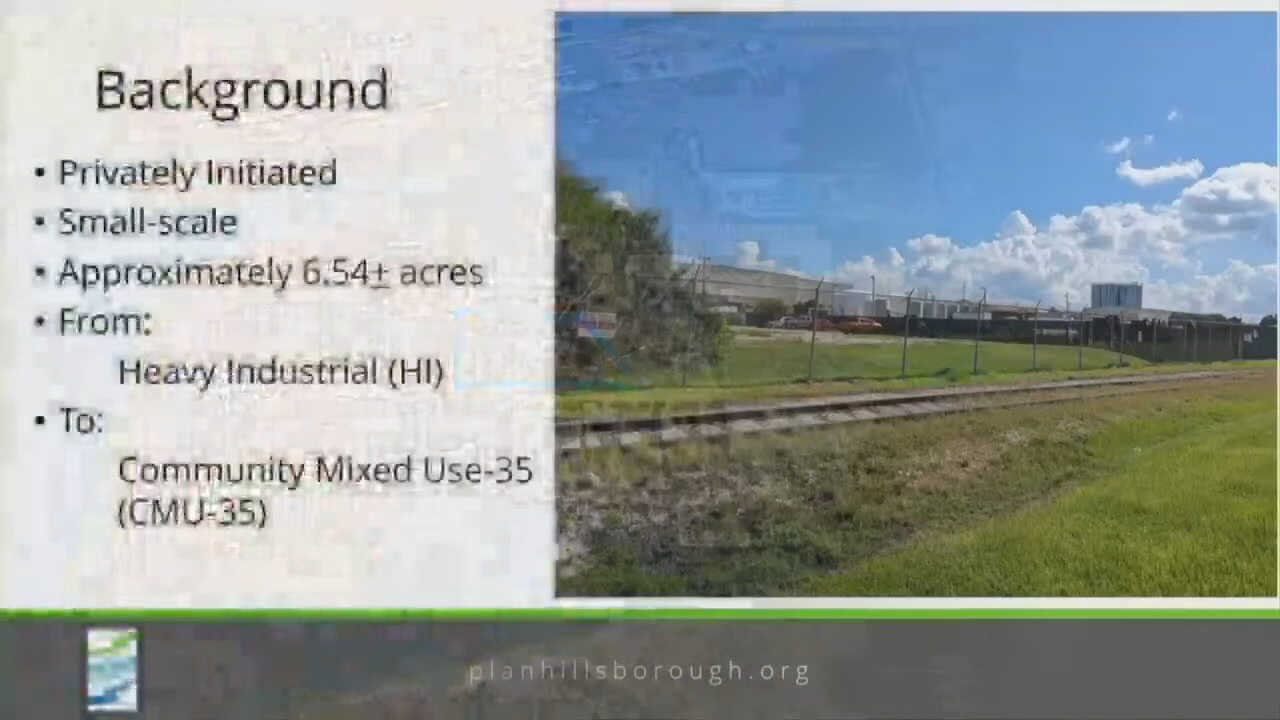 Background
• Privately Initiated
• Small-scale
• Approximately 6.54± acres
• From:
Heavy Industrial (HI)
• To:
Community Mixed Use-35
(CMU-35)
planhillsborough.org